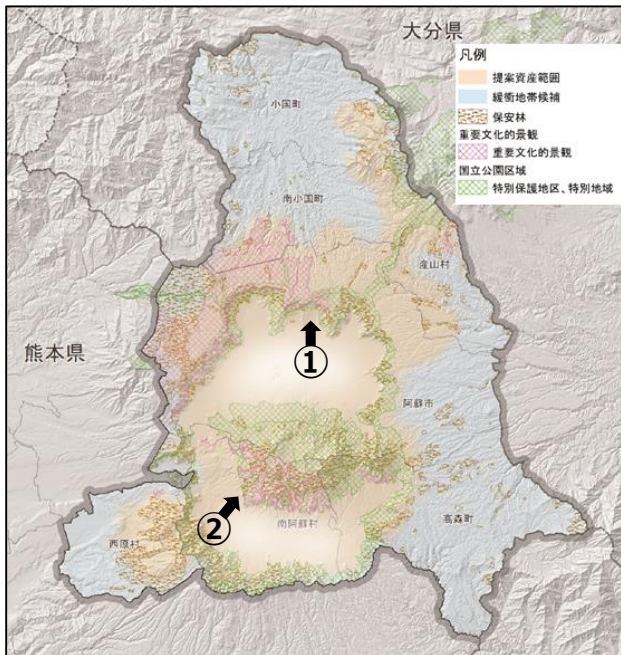 大分県
凡例
提案資産範囲
緩衝地帯候補
保安林
重要文化的景観
重要文化的景観
国立公園区域
特別保護地区、特別地域
小国町
南小国町
産山村
熊本県
①
阿蘇市
②
南阿蘇村
高森町
西原村